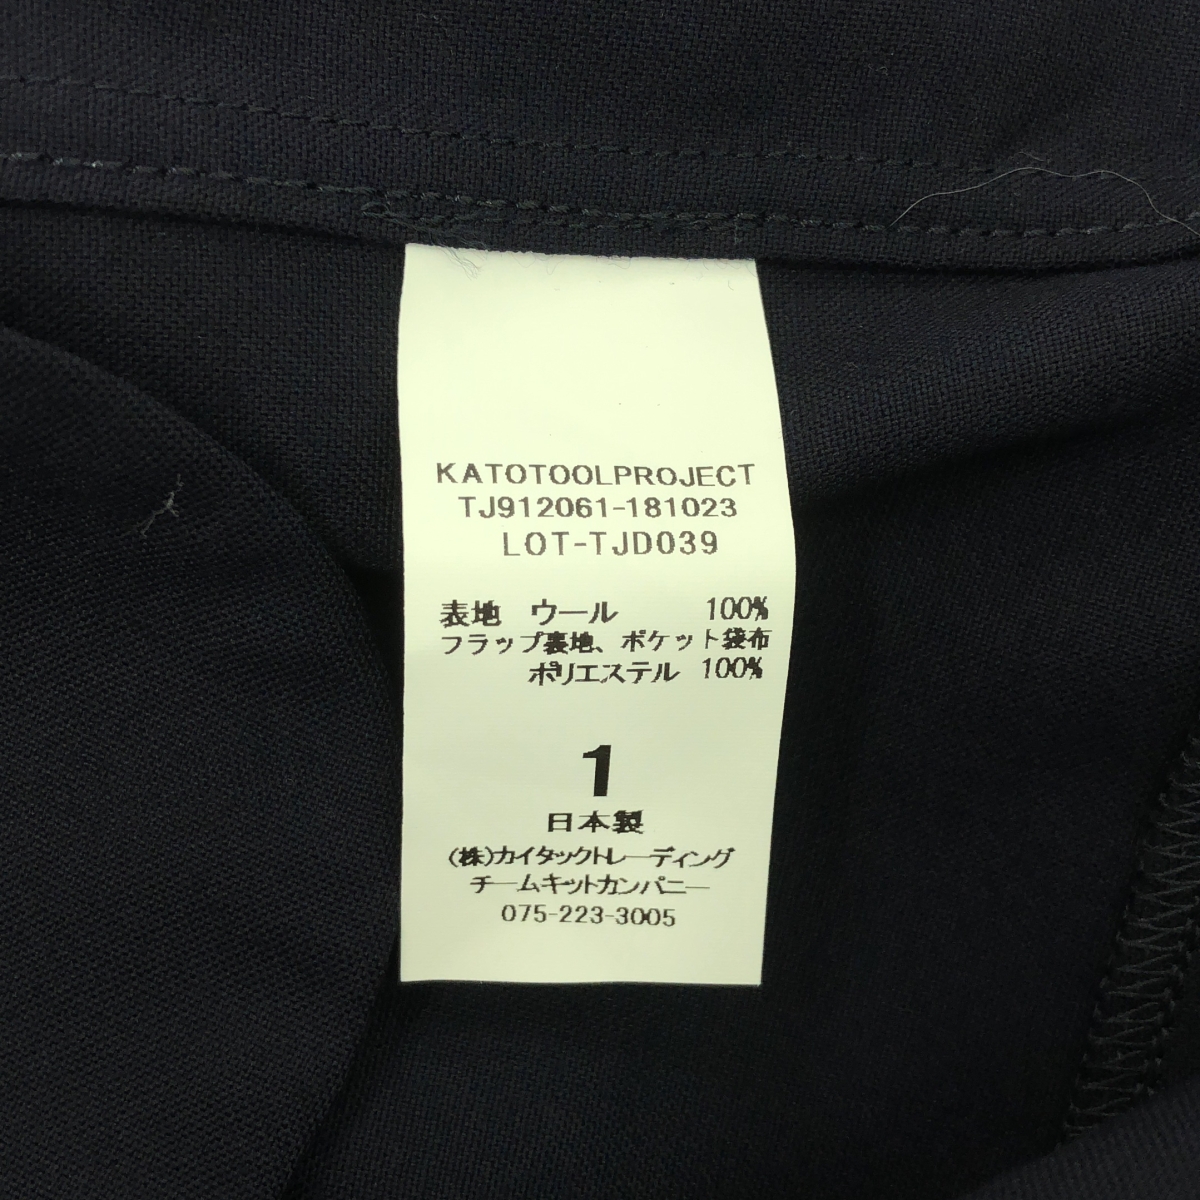 KATOTOOLPROJECT
TJ912061-181023
LOT-TJD039
表地 ウール 100%
フラップ裏地、ポケット袋布
ポリエステル 100%
1
日本製
(株)カイタックトレーディング
チームキットカンパニー
075-223-3005